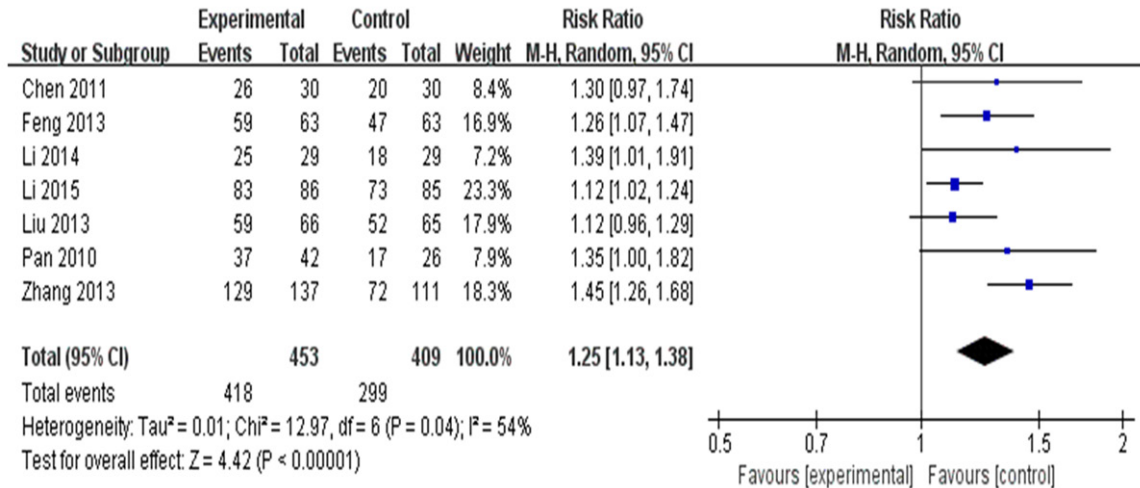 Experimental Control Risk Ratio Risk Ratio
Study or Subgroup Events Total Events Total Weight M-H, Random, 95% CI M-H, Random, 95% CI
Chen 2011 26 30 20 30 8.4% 1.30 [0.97, 1.74]
Feng 2013 59 63 47 63 16.9% 1.26 [1.07, 1.47]
Li 2014 25 29 18 29 7.2% 1.39 [1.01, 1.91]
Li 2015 83 86 73 85 23.3% 1.12 [1.02, 1.24]
Liu 2013 59 66 52 65 17.9% 1.12 [0.96, 1.29]
Pan 2010 37 42 17 26 7.9% 1.35 [1.00, 1.82]
Zhang 2013 129 137 72 111 18.3% 1.45 [1.26, 1.68]
Total (95% CI) 453 409 100.0% 1.25 [1.13, 1.38]
Total events 418 299
Heterogeneity: Tau² = 0.01; Chi² = 12.97, df = 6 (P = 0.04); I² = 54%
Test for overall effect: Z = 4.42 (P < 0.00001)
0.5 0.7 1 1.5 2
Favours [experimental] Favours [control]